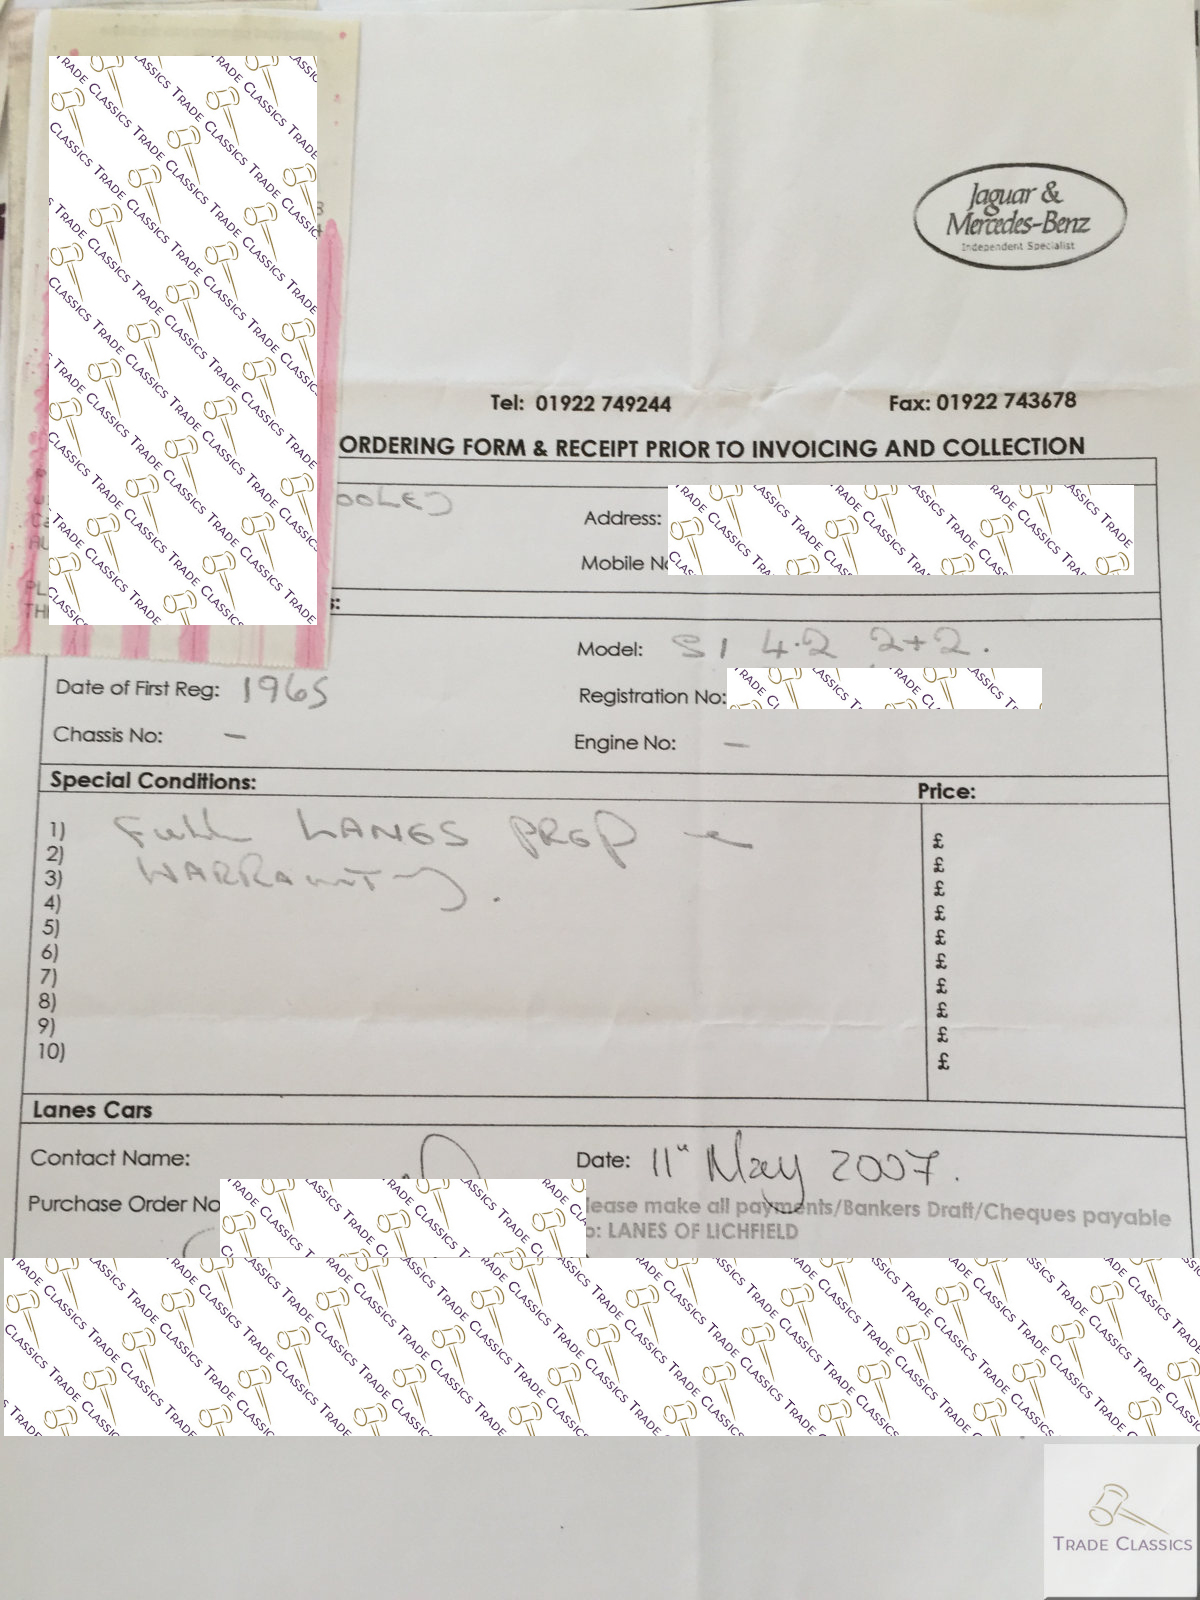 Jaguar &
Mercedes-Benz
Independent Specialist
Tel: 01922 749244 Fax: 01922 743678
ORDERING FORM & RECEIPT PRIOR TO INVOICING AND COLLECTION
Address:
Mobile No
Model: S1 4.2 2+2.
Date of First Reg: 1965 Registration No:
Chassis No: - Engine No: -
Special Conditions: Price:
1) FULL LANES PREP £
2) £
3) WARRANTY. £
4) £
5) £
6) £
7) £
8) £
9) £
10) £
Lanes Cars
Contact Name: Date: 11th May 2007.
Purchase Order No
lease make all payments/Bankers Draft/Cheques payable
o: LANES OF LICHFIELD
TRADE CLASSICS